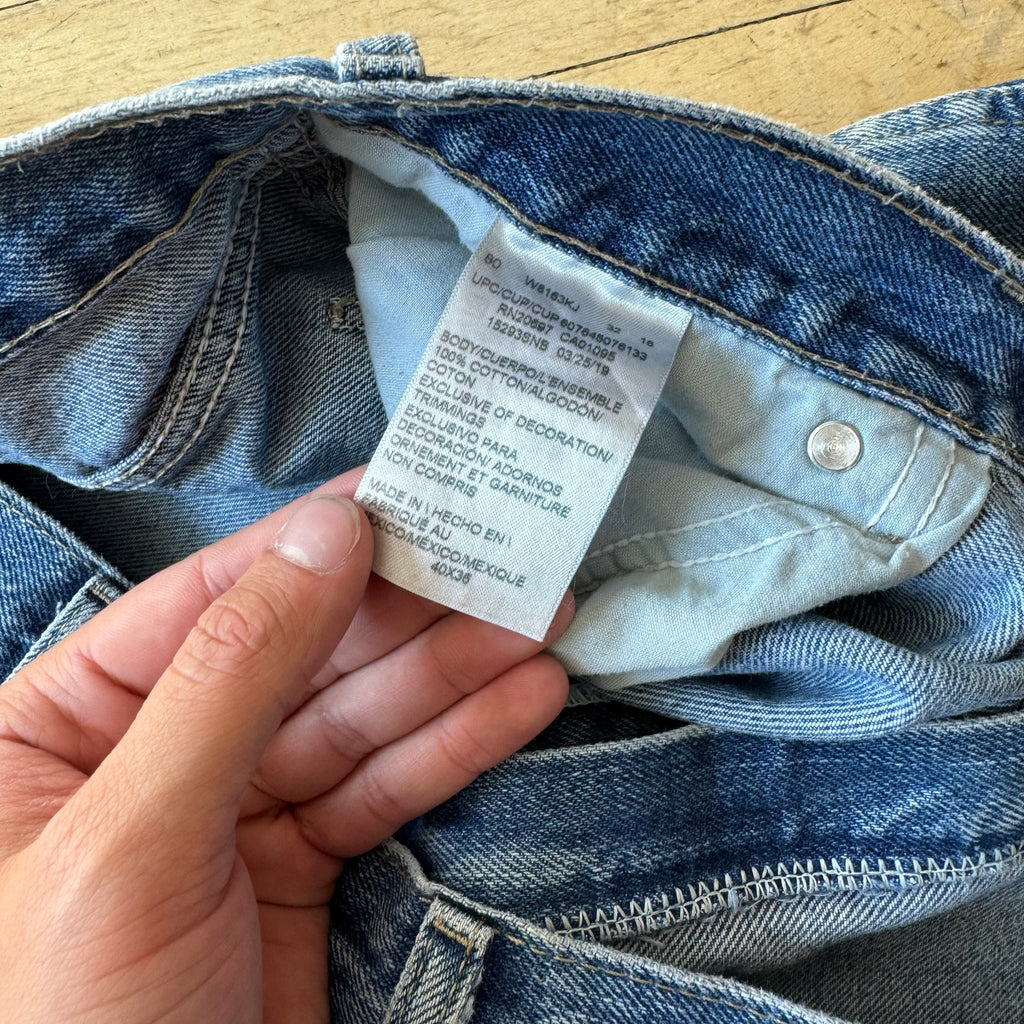 80 W8163KJ 32 16
UPC/CUP/CUP 607645076133
RN20697 CA01095
15293SNS 03/25/19
BODY/CUERPO/L'ENSEMBLE
100% COTTON/ALGODÓN/
COTON
EXCLUSIVE OF DECORATION/
TRIMMINGS
EXCLUSIVO PARA
DECORACIÓN/ ADORNOS
ORNEMENT ET GARNITURE
NON COMPRIS
MADE IN \ HECHO EN \
FABRIQUÉ AU
MEXICO/MÉXICO/MEXIQUE
40X36